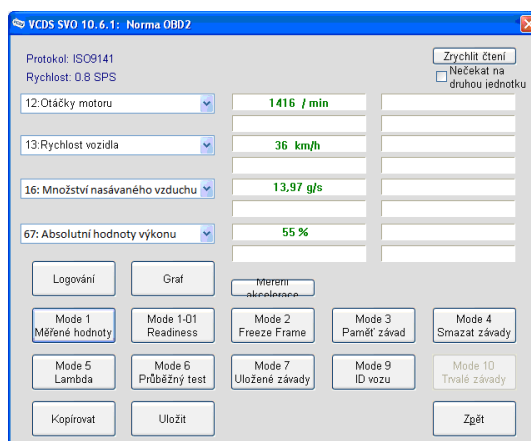 VCDS SVO 10.6.1: Norma OBD2
Protokol: ISO9141
Zrychlit čtení
Rychlost: 0.8 SPS
Nečekat na
druhou jednotku
12:Otáčky motoru
1416 / min
13:Rychlost vozidla
36 km/h
16: Množství nasávaného vzduchu
13,97 g/s
67: Absolutní hodnoty výkonu
55 %
Logování
Graf
Měření
akcelerace
Mode 1
Měřené hodnoty
Mode 1-01
Readiness
Mode 2
Freeze Frame
Mode 3
Paměť závad
Mode 4
Smazat závady
Mode 5
Lambda
Mode 6
Průběžný test
Mode 7
Uložené závady
Mode 9
ID vozu
Mode 10
Trvalé závady
Kopírovat
Uložit
Zpět